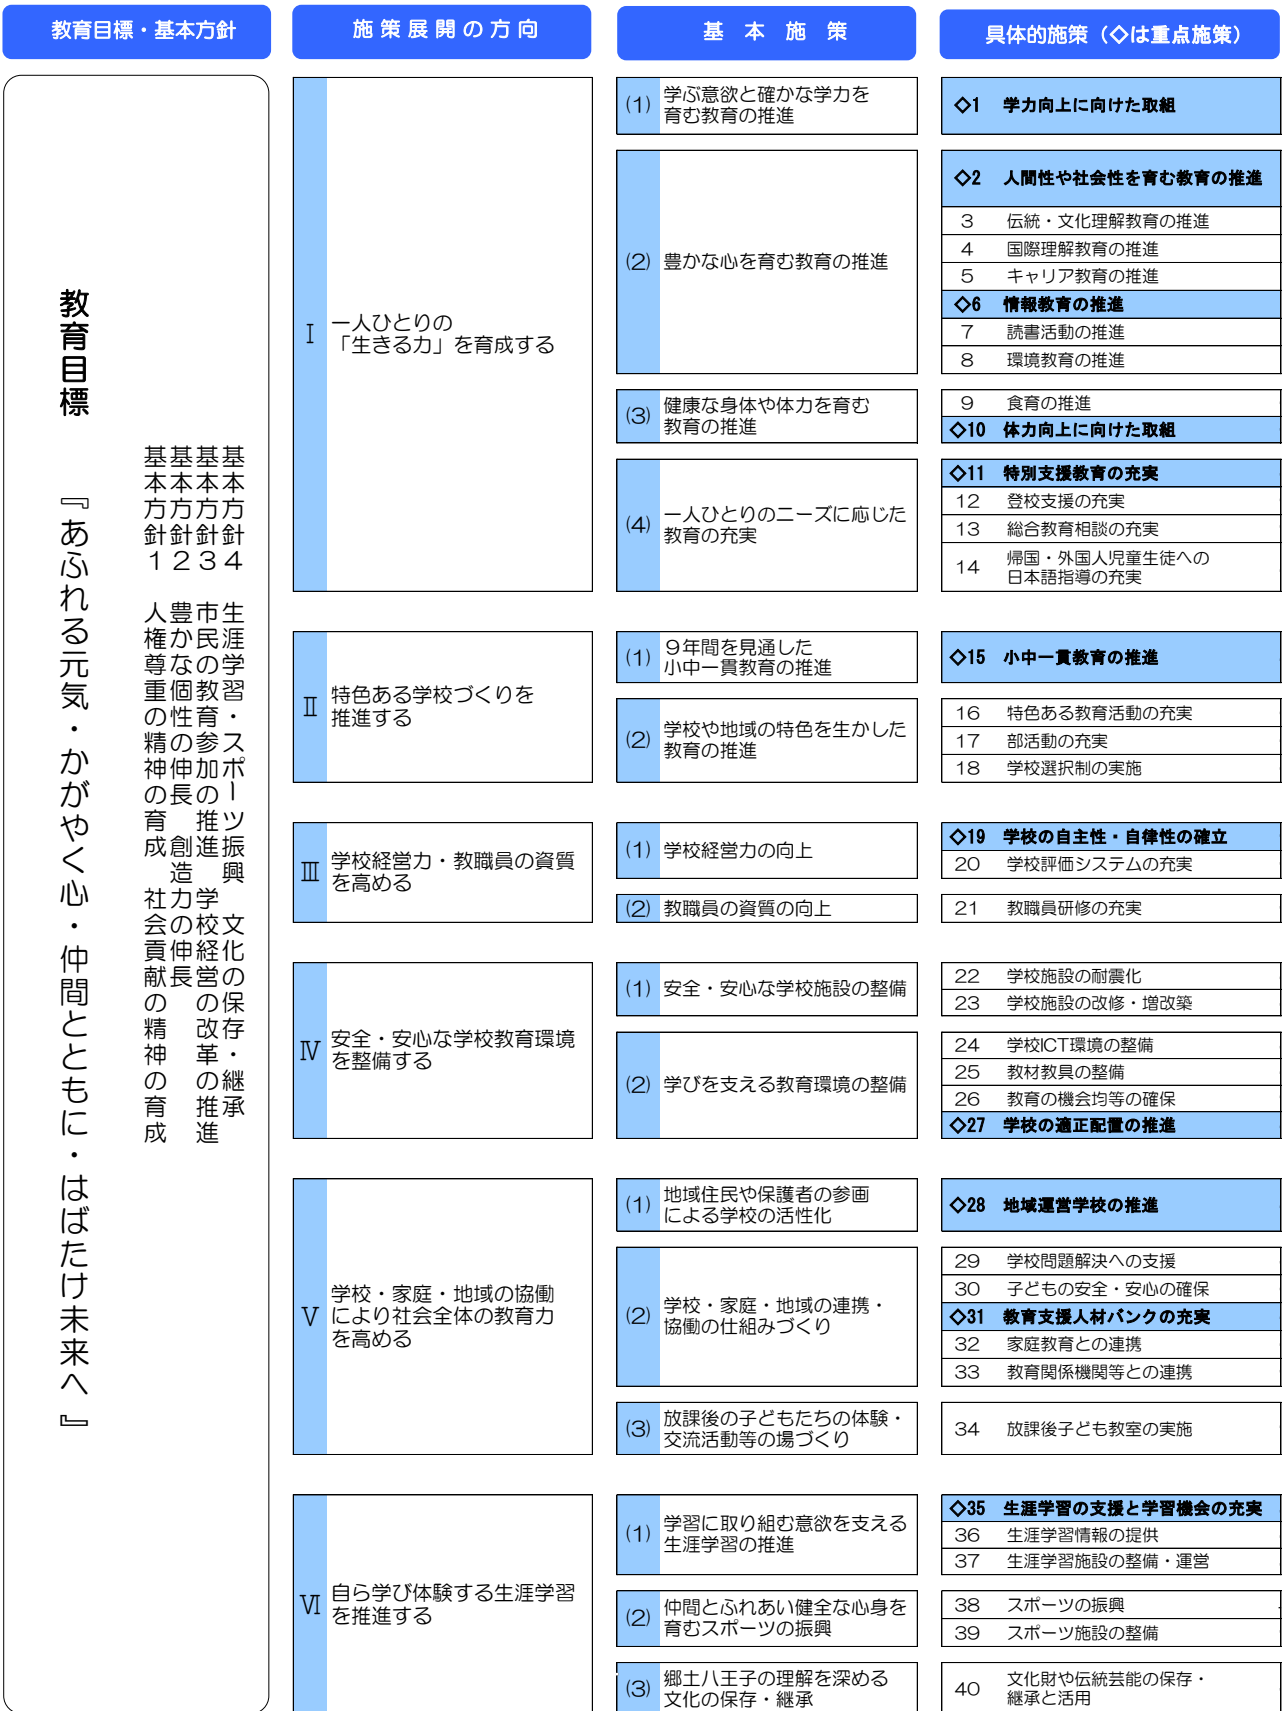 教育目標・基本方針
施策展開の方向
基本施策
具体的施策（◇は重点施策）
教育目標　『あふれる元気・かがやく心・仲間とともに・はばたけ未来へ』
基本方針１　人権尊重の精神の育成　社会貢献の精神の育成
基本方針２　豊かな個性の伸長　創造力の伸長
基本方針３　市民の教育参加の推進　学校経営の改革の推進
基本方針４　生涯学習・スポーツ振興　文化の保存・継承
Ⅰ 一人ひとりの
「生きる力」を育成する
(1) 学ぶ意欲と確かな学力を
育む教育の推進
◇1 学力向上に向けた取組
(2) 豊かな心を育む教育の推進
◇2 人間性や社会性を育む教育の推進
3 伝統・文化理解教育の推進
4 国際理解教育の推進
5 キャリア教育の推進
◇6 情報教育の推進
7 読書活動の推進
8 環境教育の推進
(3) 健康な身体や体力を育む
教育の推進
9 食育の推進
◇10 体力向上に向けた取組
(4) 一人ひとりのニーズに応じた
教育の充実
◇11 特別支援教育の充実
12 登校支援の充実
13 総合教育相談の充実
14 帰国・外国人児童生徒への
日本語指導の充実
Ⅱ 特色ある学校づくりを
推進する
(1) ９年間を見通した
小中一貫教育の推進
◇15 小中一貫教育の推進
(2) 学校や地域の特色を生かした
教育の推進
16 特色ある教育活動の充実
17 部活動の充実
18 学校選択制の実施
Ⅲ 学校経営力・教職員の資質
を高める
(1) 学校経営力の向上
◇19 学校の自主性・自律性の確立
20 学校評価システムの充実
(2) 教職員の資質の向上
21 教職員研修の充実
Ⅳ 安全・安心な学校教育環境
を整備する
(1) 安全・安心な学校施設の整備
22 学校施設の耐震化
23 学校施設の改修・増改築
(2) 学びを支える教育環境の整備
24 学校ICT環境の整備
25 教材教具の整備
26 教育の機会均等の確保
◇27 学校の適正配置の推進
Ⅴ 学校・家庭・地域の協働
により社会全体の教育力
を高める
(1) 地域住民や保護者の参画
による学校の活性化
◇28 地域運営学校の推進
(2) 学校・家庭・地域の連携・
協働の仕組みづくり
29 学校問題解決への支援
30 子どもの安全・安心の確保
◇31 教育支援人材バンクの充実
32 家庭教育との連携
33 教育関係機関等との連携
(3) 放課後の子どもたちの体験・
交流活動等の場づくり
34 放課後子ども教室の実施
Ⅵ 自ら学び体験する生涯学習
を推進する
(1) 学習に取り組む意欲を支える
生涯学習の推進
◇35 生涯学習の支援と学習機会の充実
36 生涯学習情報の提供
37 生涯学習施設の整備・運営
(2) 仲間とふれあい健全な心身を
育むスポーツの振興
38 スポーツの振興
39 スポーツ施設の整備
(3) 郷土八王子の理解を深める
文化の保存・継承
40 文化財や伝統芸能の保存・
継承と活用